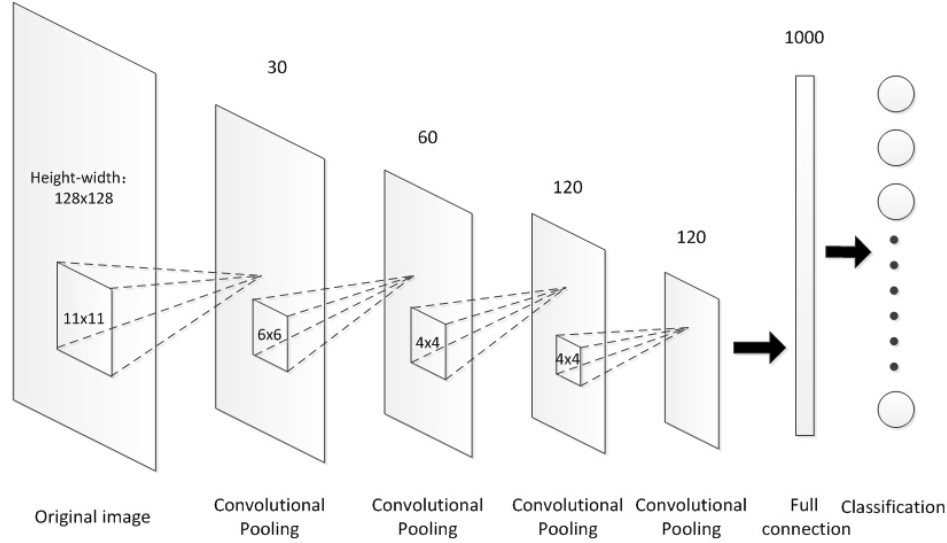 1000
30
60
120
120
Height-width:
128x128
11x11
6x6
4x4
4x4
Original image
Convolutional
Pooling
Convolutional
Pooling
Convolutional
Pooling
Convolutional
Pooling
Full
connection
Classification